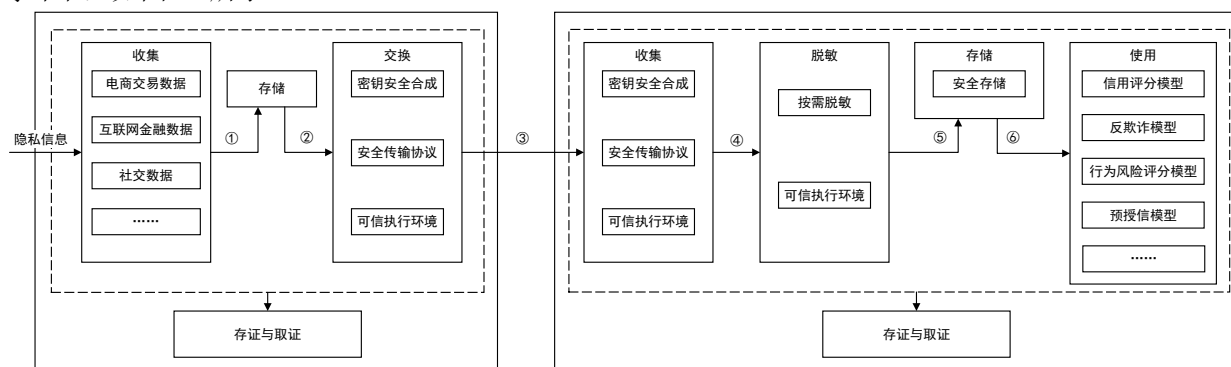 隐私信息
收集
电商交易数据
互联网金融数据
社交数据
……
①
存储
②
交换
密钥安全合成
安全传输协议
可信执行环境
存证与取证
③
收集
密钥安全合成
安全传输协议
可信执行环境
④
脱敏
按需脱敏
可信执行环境
⑤
存储
安全存储
⑥
使用
信用评分模型
反欺诈模型
行为风险评分模型
预授信模型
……
存证与取证